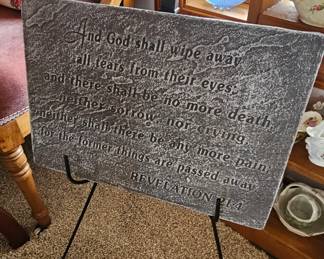 And God shall wipe away
all tears from their eyes;
and there shall be no more death,
neither sorrow, nor crying,
neither shall there be any more pain,
for the former things are passed away.
REVELATION 21:4